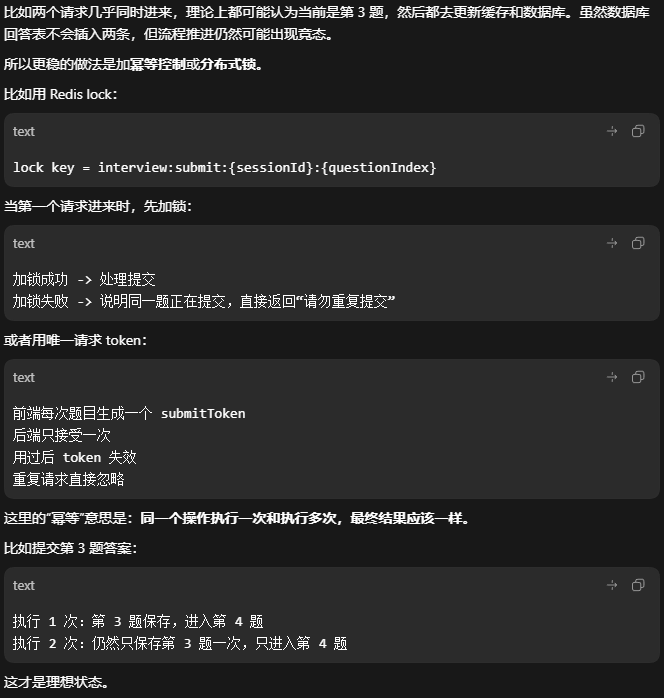 比如两个请求几乎同时进来，理论上都可能认为当前是第 3 题，然后都去更新缓存和数据库。虽然数据库
回答表不会插入两条，但流程推进仍然可能出现竞态。
所以更稳的做法是加幂等控制或分布式锁。
比如用 Redis lock：
text
lock key = interview:submit:{sessionId}:{questionIndex}
当第一个请求进来时，先加锁：
text
加锁成功 -> 处理提交
加锁失败 -> 说明同一题正在提交，直接返回“请勿重复提交”
或者用唯一请求 token：
text
前端每次题目生成一个 submitToken
后端只接受一次
用过后 token 失效
重复请求直接忽略
这里的“幂等”意思是：同一个操作执行一次和执行多次，最终结果应该一样。
比如提交第 3 题答案：
text
执行 1 次：第 3 题保存，进入第 4 题
执行 2 次：仍然只保存第 3 题一次，只进入第 4 题
这才是理想状态。